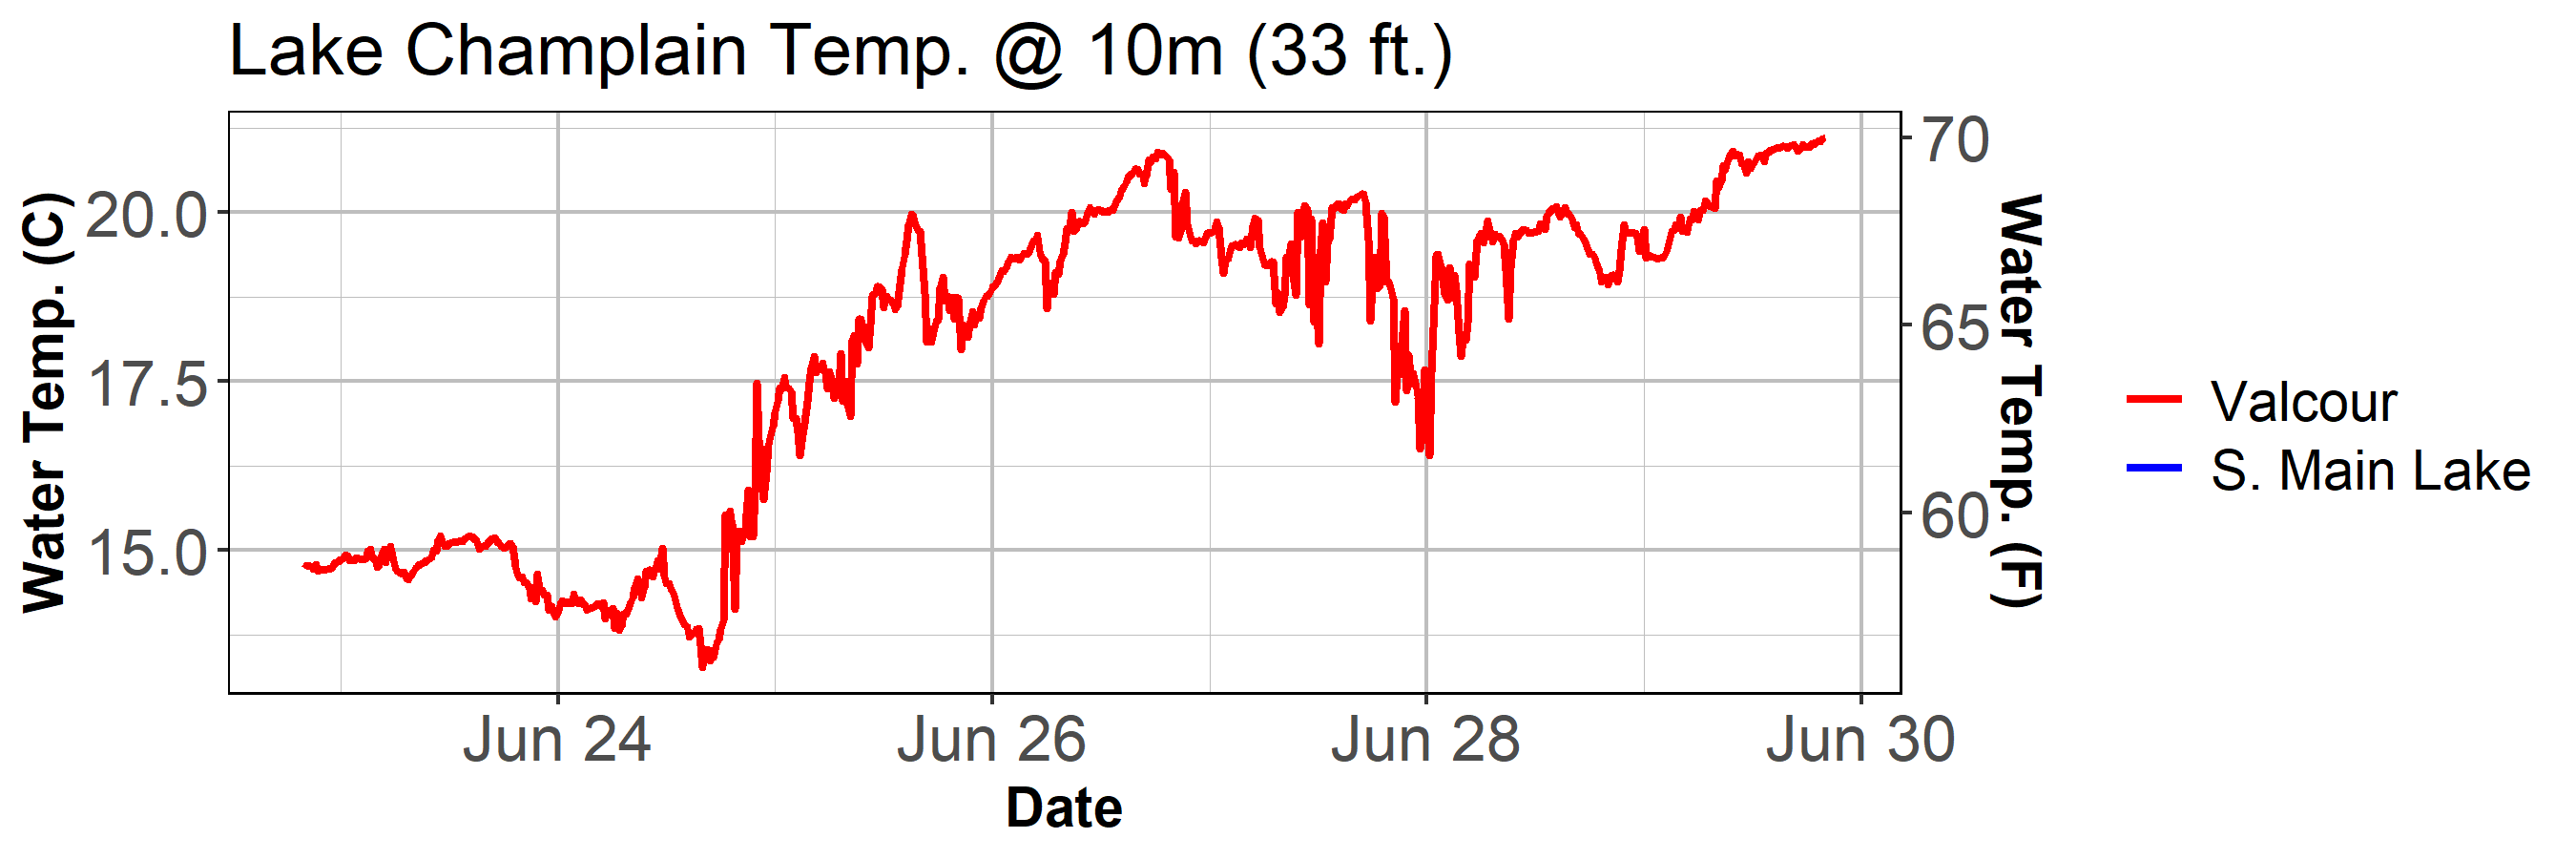 Lake Champlain Temp. @ 10m (33 ft.)
Water Temp. (C)
20.0
17.5
15.0
70
65
60
Water Temp. (F)
Jun 24
Jun 26
Jun 28
Jun 30
Date
Valcour
S. Main Lake